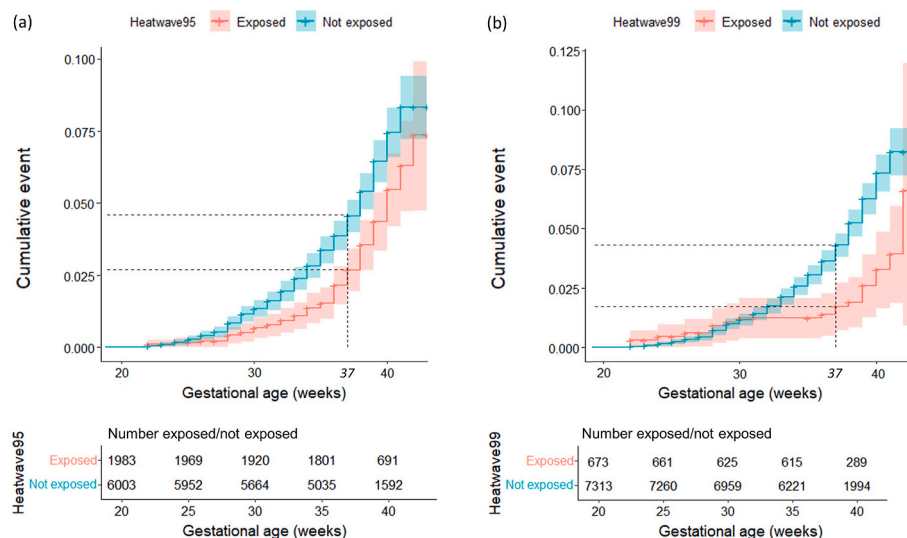 (a) Heatwave95 Exposed Not exposed
0.100
0.075
0.050
0.025
0.000
Cumulative event
20 30 37 40
Gestational age (weeks)
Number exposed/not exposed
Heatwave95
Exposed 1983 1969 1920 1801 691
Not exposed 6003 5952 5664 5035 1592
20 25 30 35 40
Gestational age (weeks)
(b) Heatwave99 Exposed Not exposed
0.125
0.100
0.075
0.050
0.025
0.000
Cumulative event
20 30 37 40
Gestational age (weeks)
Number exposed/not exposed
Heatwave99
Exposed 673 661 625 615 289
Not exposed 7313 7260 6959 6221 1994
20 25 30 35 40
Gestational age (weeks)